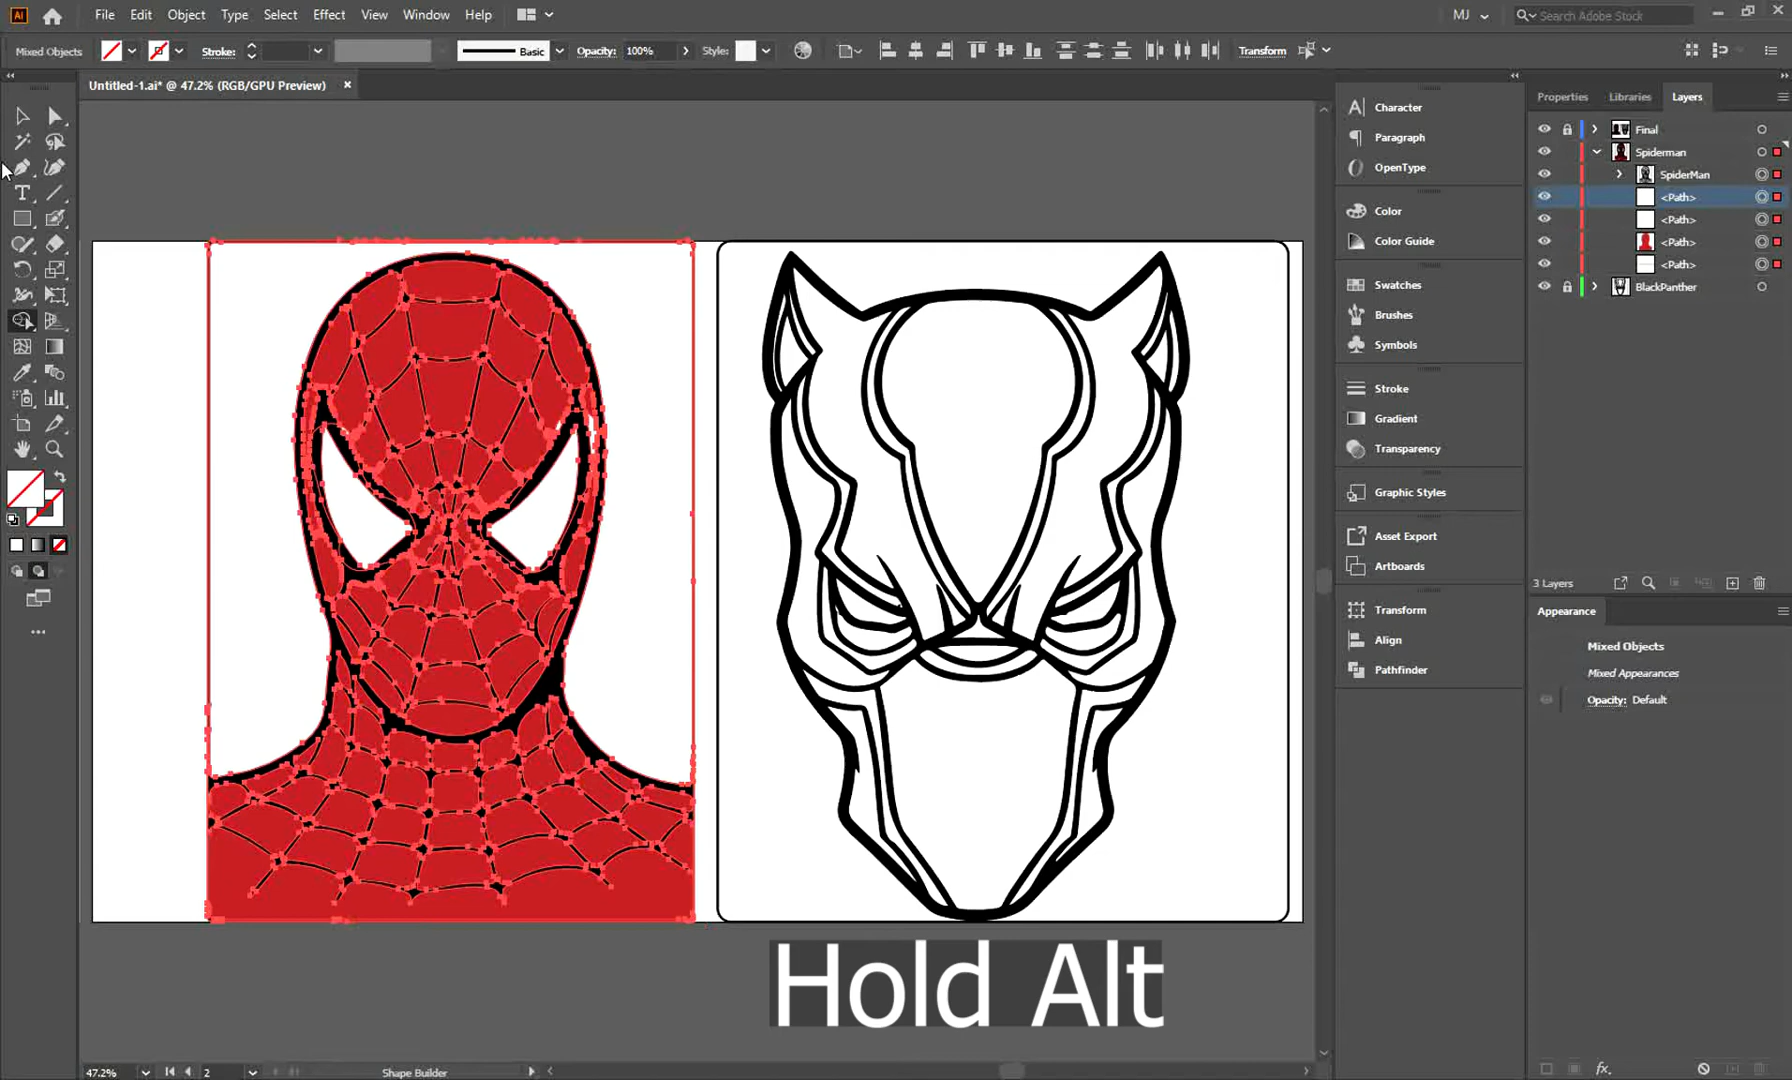 Ai File Edit Object Type Select Effect View Window Help MJ Search Adobe Stock
Mixed Objects Stroke: Basic Opacity: 100% Style: Transform
Untitled-1.ai* @ 47.2% (RGB/GPU Preview)
Character
Paragraph
OpenType
Color
Color Guide
Swatches
Brushes
Symbols
Stroke
Gradient
Transparency
Graphic Styles
Asset Export
Artboards
Transform
Align
Pathfinder
Properties Libraries Layers
Final
Spiderman
SpiderMan
<Path>
<Path>
<Path>
<Path>
BlackPanther
3 Layers
Appearance
Mixed Objects
Mixed Appearances
Opacity: Default
fx
Hold Alt
47.2% 2 Shape Builder